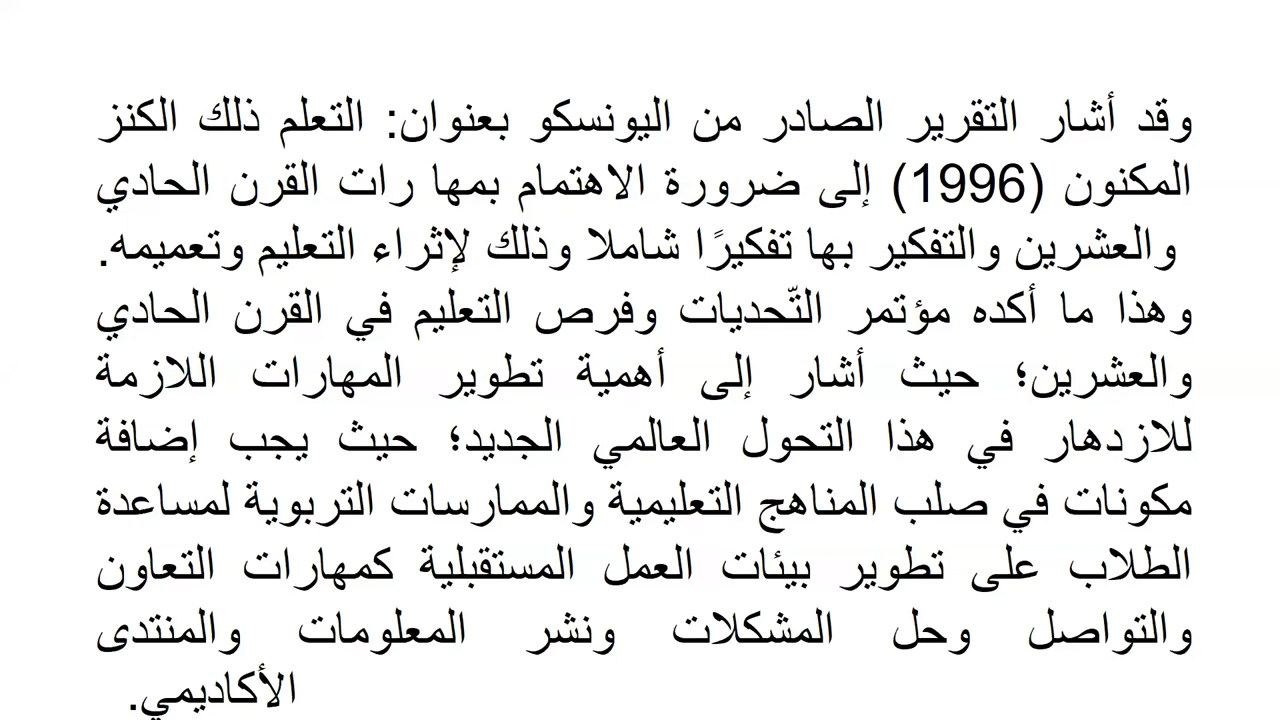 وقد أشار التقرير الصادر من اليونسكو بعنوان: التعلم ذلك الكنز
المكنون (1996) إلى ضرورة الاهتمام بمها رات القرن الحادي
والعشرين والتفكير بها تفكيرًا شاملا وذلك لإثراء التعليم وتعميمه.
وهذا ما أكده مؤتمر التّحديات وفرص التعليم في القرن الحادي
والعشرين؛ حيث أشار إلى أهمية تطوير المهارات اللازمة
للازدهار في هذا التحول العالمي الجديد؛ حيث يجب إضافة
مكونات في صلب المناهج التعليمية والممارسات التربوية لمساعدة
الطلاب على تطوير بيئات العمل المستقبلية كمهارات التعاون
والتواصل وحل المشكلات ونشر المعلومات والمنتدى
الأكاديمي.